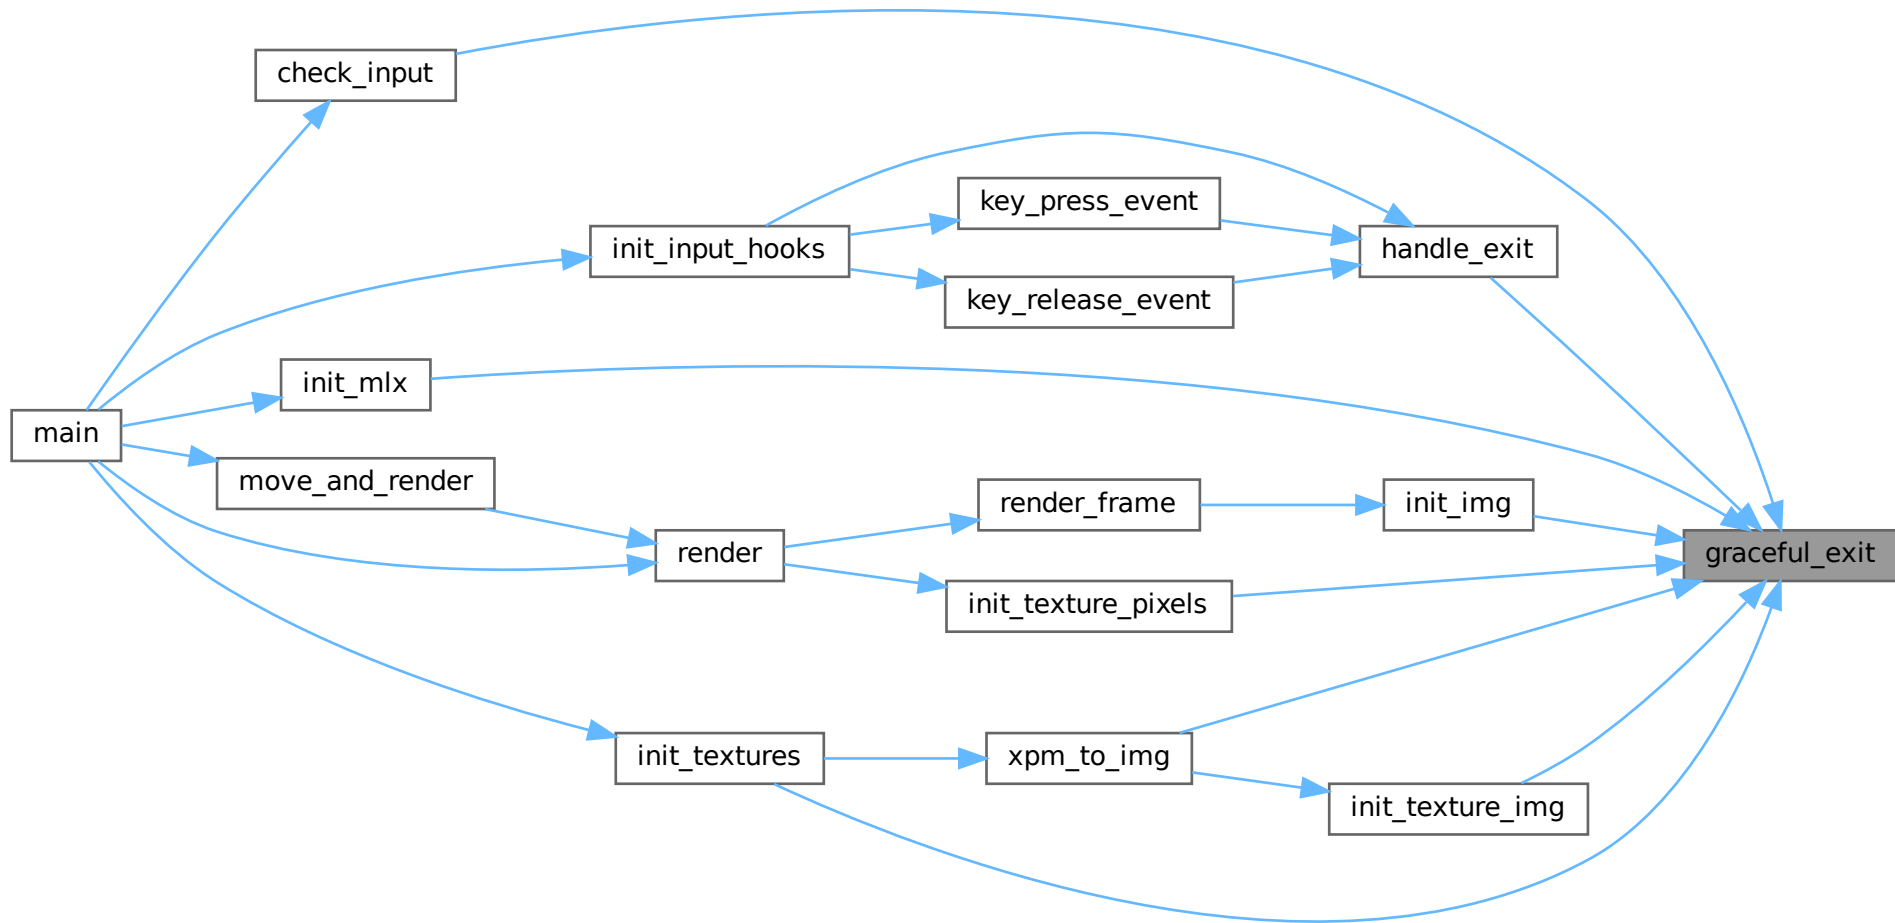 check_input
key_press_event
init_input_hooks
handle_exit
key_release_event
init_mlx
main
move_and_render
render_frame
init_img
render
graceful_exit
init_texture_pixels
init_textures
xpm_to_img
init_texture_img